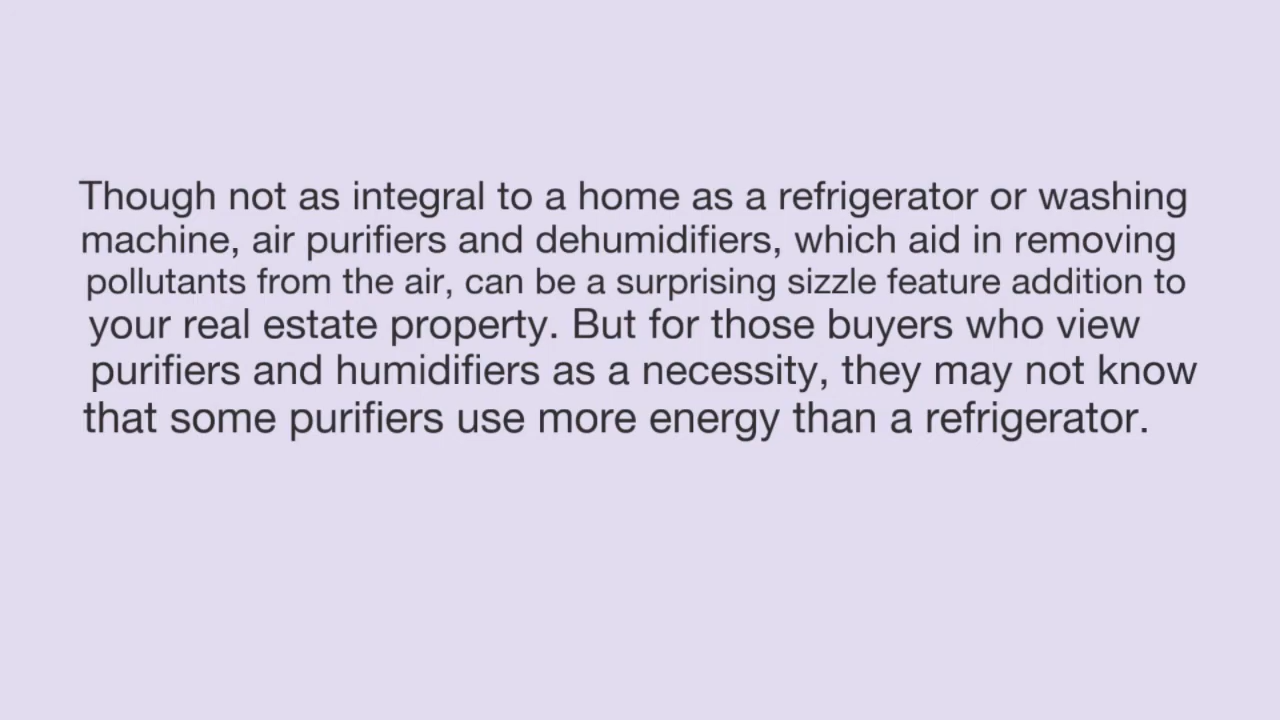 Though not as integral to a home as a refrigerator or washing
machine, air purifiers and dehumidifiers, which aid in removing
pollutants from the air, can be a surprising sizzle feature addition to
your real estate property. But for those buyers who view
purifiers and humidifiers as a necessity, they may not know
that some purifiers use more energy than a refrigerator.